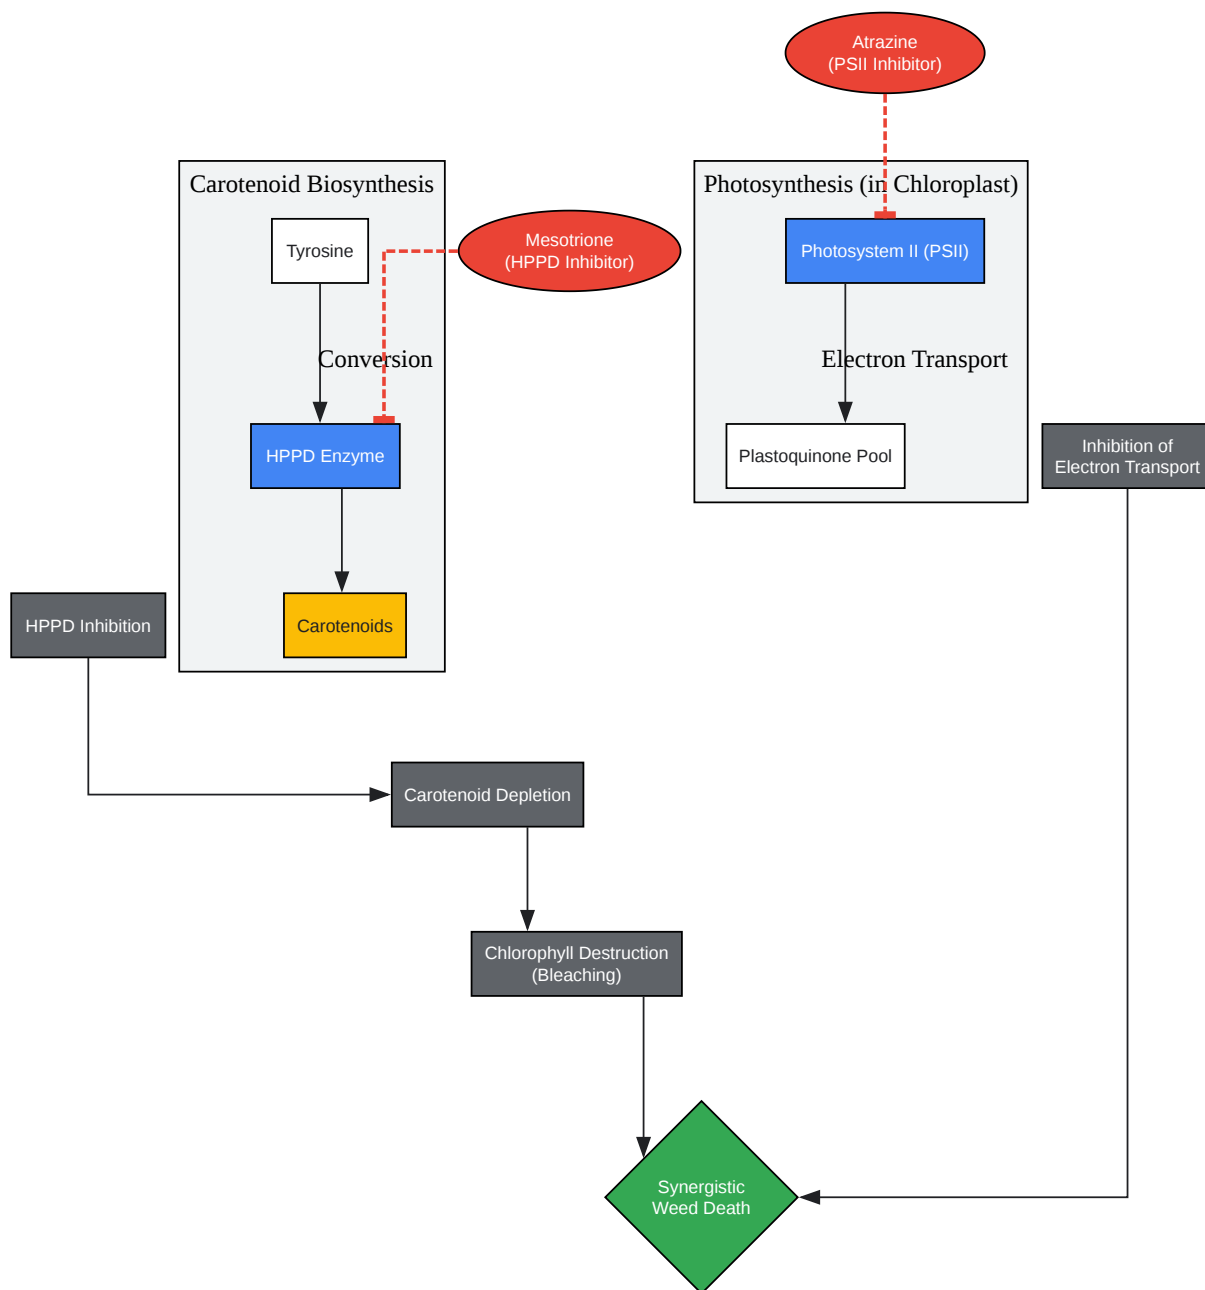 Atrazine
(PSII Inhibitor)
Carotenoid Biosynthesis
Photosynthesis (in Chloroplast)
Tyrosine
Mesotrione
(HPPD Inhibitor)
Photosystem II (PSII)
Conversion
Electron Transport
HPPD Enzyme
Plastoquinone Pool
Inhibition of
Electron Transport
HPPD Inhibition
Carotenoids
Carotenoid Depletion
Chlorophyll Destruction
(Bleaching)
Synergistic
Weed Death